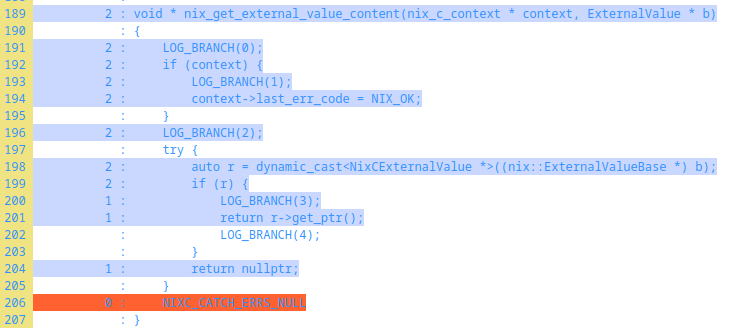 189 2 : void * nix_get_external_value_content(nix_c_context * context, ExternalValue * b)
190 : {
191 2 : LOG_BRANCH(0);
192 2 : if (context) {
193 2 : LOG_BRANCH(1);
194 2 : context->last_err_code = NIX_OK;
195 : }
196 2 : LOG_BRANCH(2);
197 : try {
198 2 : auto r = dynamic_cast<NixCExternalValue *>((nix::ExternalValueBase *) b);
199 2 : if (r) {
200 1 : LOG_BRANCH(3);
201 1 : return r->get_ptr();
202 : LOG_BRANCH(4);
203 : }
204 1 : return nullptr;
205 : }
206 0 : NIXC_CATCH_ERRS_NULL
207 : }